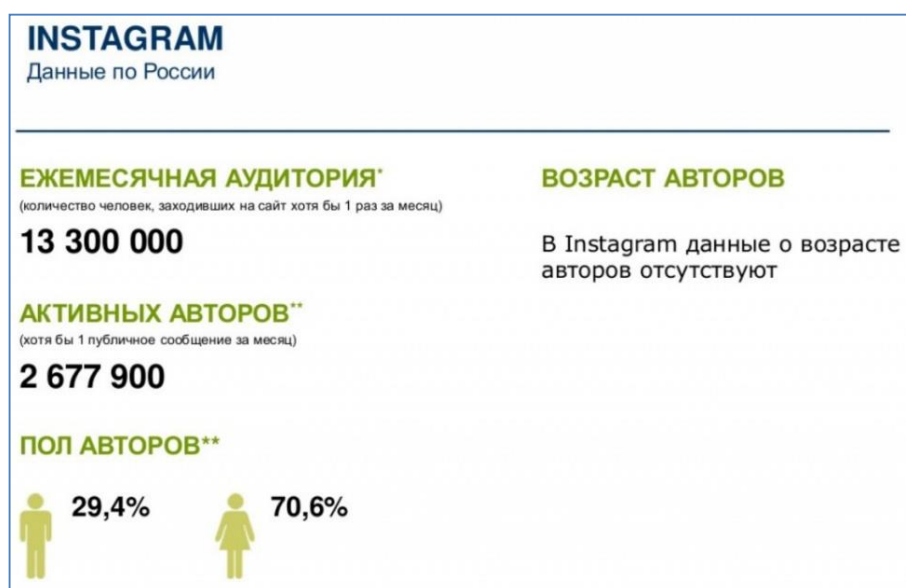 INSTAGRAM
Данные по России
ЕЖЕМЕСЯЧНАЯ АУДИТОРИЯ*
(количество человек, заходивших на сайт хотя бы 1 раз за месяц)
13 300 000
АКТИВНЫХ АВТОРОВ**
(хотя бы 1 публичное сообщение за месяц)
2 677 900
ПОЛ АВТОРОВ**
29,4%
70,6%
ВОЗРАСТ АВТОРОВ
В Instagram данные о возрасте
авторов отсутствуют